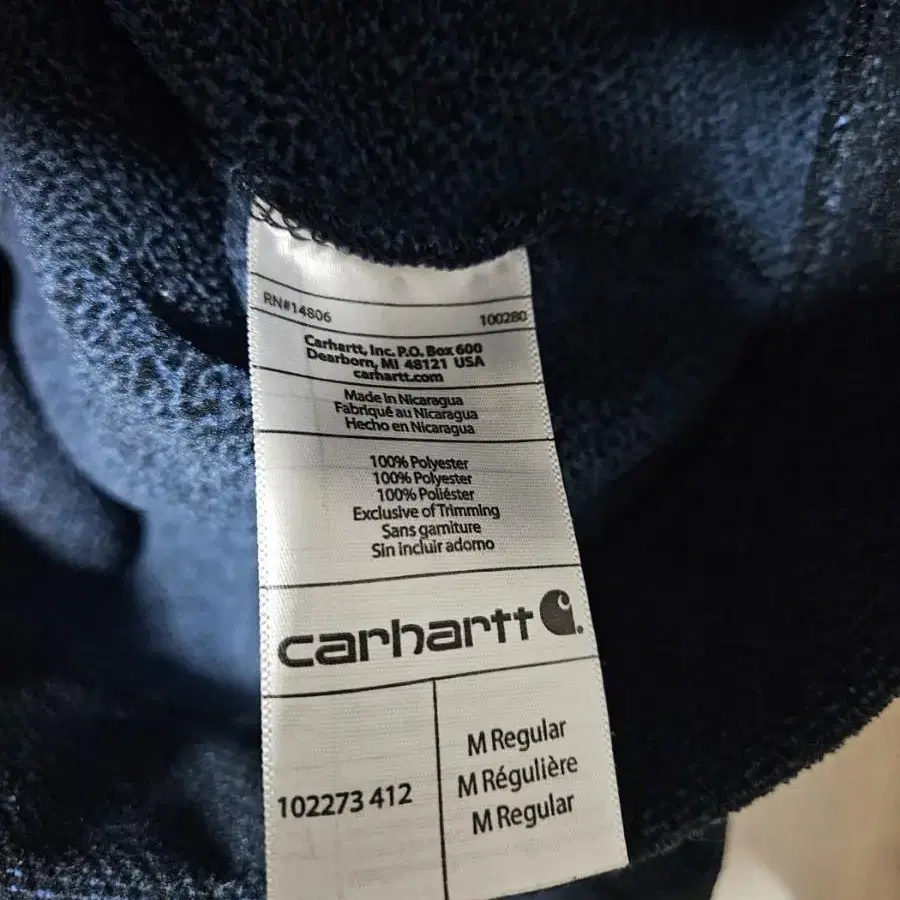 RN#14806 100280
Carhartt, Inc. P.O. Box 600
Dearborn, MI 48121 USA
carhartt.com
Made in Nicaragua
Fabriqué au Nicaragua
Hecho en Nicaragua
100% Polyester
100% Polyester
100% Poliéster
Exclusive of Trimming
Sans garniture
Sin incluir adorno
carhartt
102273 412
M Regular
M Régulière
M Regular